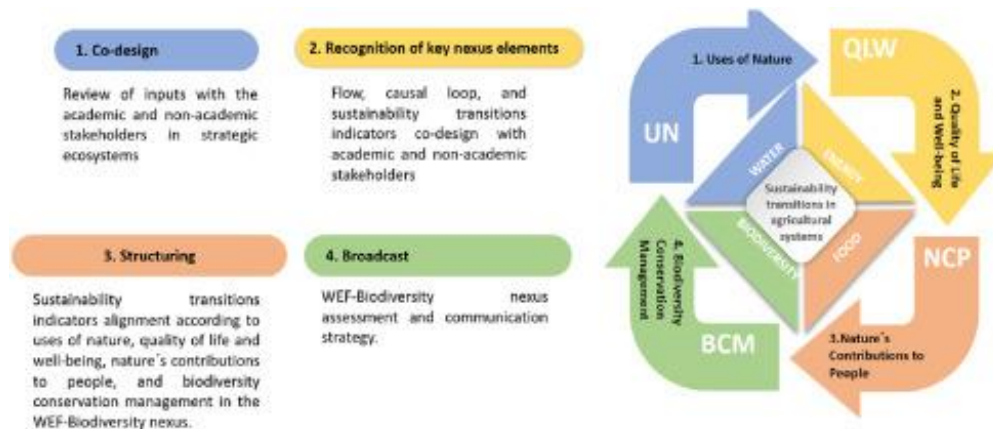 1. Co-design
Review of inputs with the
academic and non-academic
stakeholders in strategic
ecosystems
2. Recognition of key nexus elements
Flow, causal loop, and
sustainability transitions
indicators co-design with
academic and non-academic
stakeholders
3. Structuring
Sustainability transitions
indicators alignment according to
uses of nature, quality of life and
well-being, nature´s contributions
to people, and biodiversity
conservation management in the
WEF-Biodiversity nexus.
4. Broadcast
WEF-Biodiversity nexus
assessment and communication
strategy.
1. Uses of Nature
UN
QLW
2. Quality of Life
and Well-being
NCP
3.Nature´s
Contributions to
People
BCM
4. Biodiversity
Conservation
Management
WATER
ENERGY
FOOD
BIODIVERSITY
Sustainability
transitions in
agricultural
systems